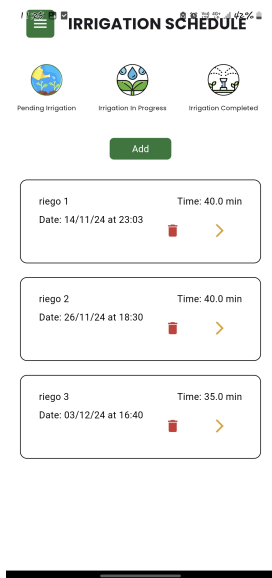 42%
IRRIGATION SCHEDULE
Pending Irrigation
Irrigation In Progress
Irrigation Completed
Add
riego 1
Time: 40.0 min
Date: 14/11/24 at 23:03
riego 2
Time: 40.0 min
Date: 26/11/24 at 18:30
riego 3
Time: 35.0 min
Date: 03/12/24 at 16:40